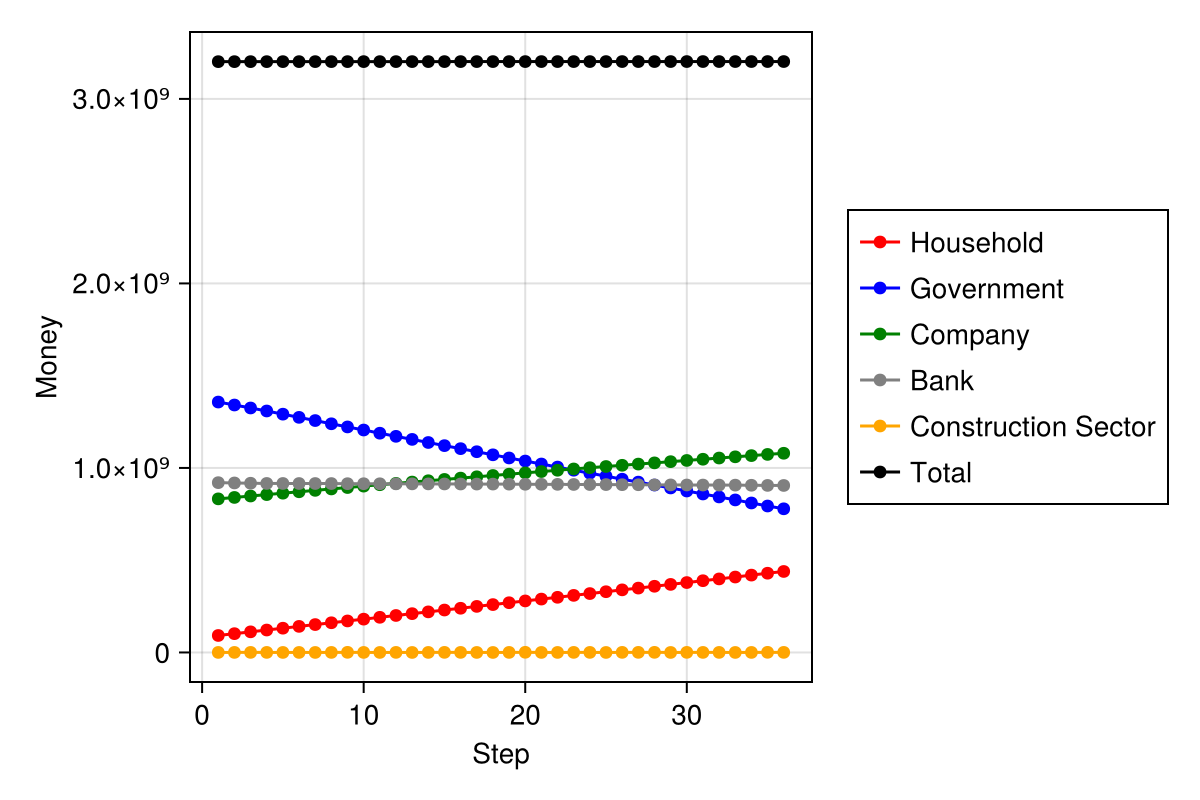 3.0×10⁹
2.0×10⁹
1.0×10⁹
0
Money
0 10 20 30
Step
Household
Government
Company
Bank
Construction Sector
Total